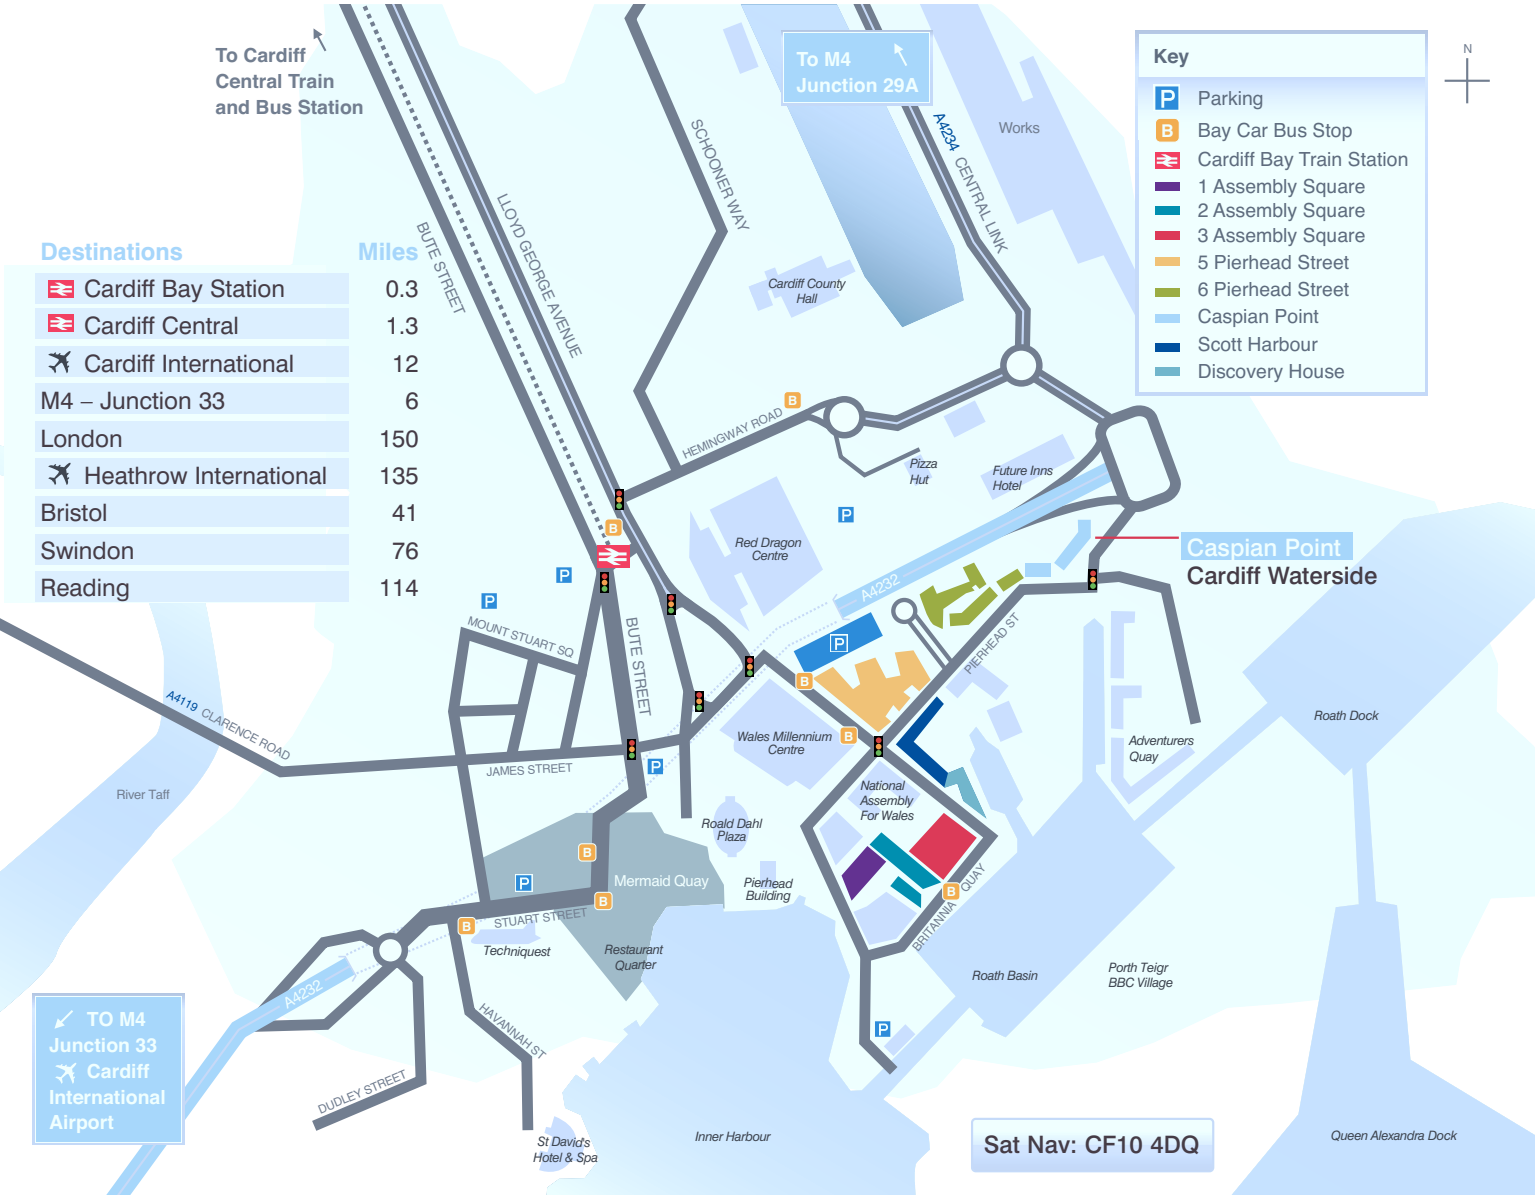 To Cardiff
Central Train
and Bus Station
To M4
Junction 29A
Key
P Parking
B Bay Car Bus Stop
Cardiff Bay Train Station
1 Assembly Square
2 Assembly Square
3 Assembly Square
5 Pierhead Street
6 Pierhead Street
Caspian Point
Scott Harbour
Discovery House
N
Destinations Miles
Cardiff Bay Station 0.3
Cardiff Central 1.3
Cardiff International 12
M4 – Junction 33 6
London 150
Heathrow International 135
Bristol 41
Swindon 76
Reading 114
BUTE STREET
LLOYD GEORGE AVENUE
SCHOONER WAY
A4234 CENTRAL LINK
Works
Cardiff County
Hall
B
HEMINGWAY ROAD
Pizza
Hut
Future Inns
Hotel
P
B
Red Dragon
Centre
P
P
A4232
Caspian Point
Cardiff Waterside
MOUNT STUART SQ
BUTE STREET
P
B
PIERHEAD ST
A4119 CLARENCE ROAD
JAMES STREET
P
Wales Millennium
Centre
B
Adventurers
Quay
Roath Dock
River Taff
National
Assembly
For Wales
Roald Dahl
Plaza
B
P
Mermaid Quay
Pierhead
Building
B
B
BRITANNIA QUAY
B
STUART STREET
Techniquest
Restaurant
Quarter
Roath Basin
Porth Teigr
BBC Village
A4232
P
HAVANNAH ST
DUDLEY STREET
TO M4
Junction 33
Cardiff
International
Airport
St David's
Hotel & Spa
Inner Harbour
Sat Nav: CF10 4DQ
Queen Alexandra Dock